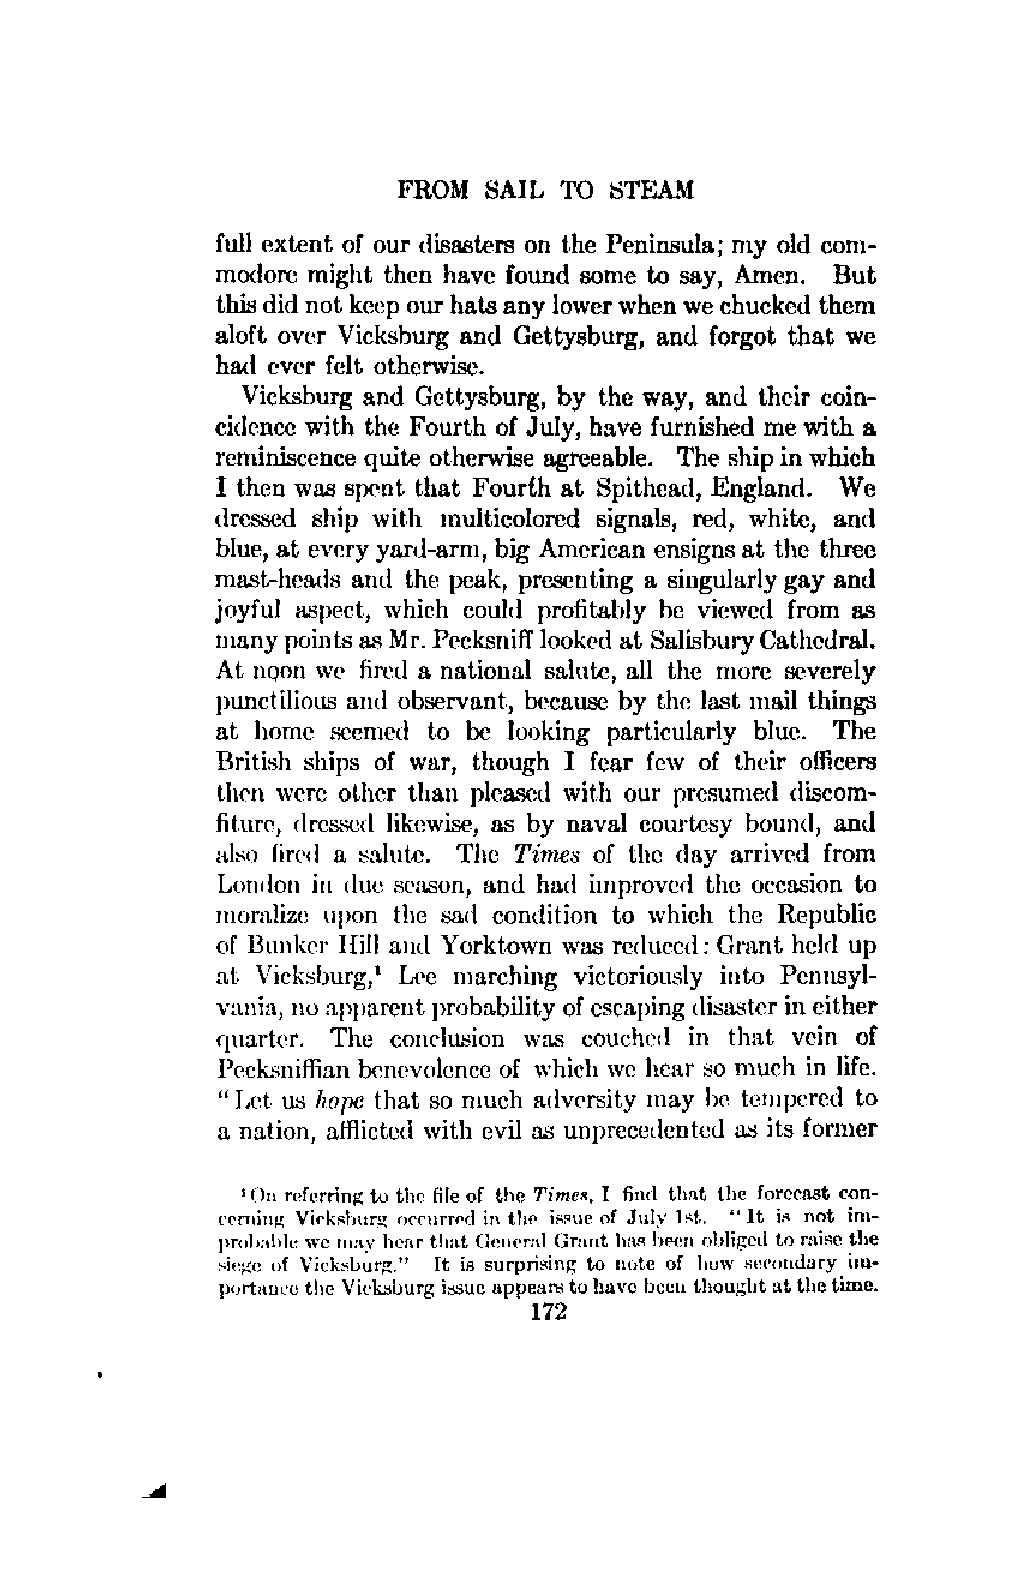 FROM SAIL TO STEAM
full extent of our disasters on the Peninsula; my old com-
modore might then have found some to say, Amen. But
this did not keep our hats any lower when we chucked them
aloft over Vicksburg and Gettysburg, and forgot that we
had ever felt otherwise.
Vicksburg and Gettysburg, by the way, and their coin-
cidence with the Fourth of July, have furnished me with a
reminiscence quite otherwise agreeable. The ship in which
I then was spent that Fourth at Spithead, England. We
dressed ship with multicolored signals, red, white, and
blue, at every yard-arm, big American ensigns at the three
mast-heads and the peak, presenting a singularly gay and
joyful aspect, which could profitably be viewed from as
many points as Mr. Pecksniff looked at Salisbury Cathedral.
At noon we fired a national salute, all the more severely
punctilious and observant, because by the last mail things
at home seemed to be looking particularly blue. The
British ships of war, though I fear few of their officers
then were other than pleased with our presumed discom-
fiture, dressed likewise, as by naval courtesy bound, and
also fired a salute. The Times of the day arrived from
London in due season, and had improved the occasion to
moralize upon the sad condition to which the Republic
of Bunker Hill and Yorktown was reduced: Grant held up
at Vicksburg,¹ Lee marching victoriously into Pennsyl-
vania, no apparent probability of escaping disaster in either
quarter. The conclusion was couched in that vein of
Pecksniffian benevolence of which we hear so much in life.
"Let us hope that so much adversity may be tempered to
a nation, afflicted with evil as unprecedented as its former
¹ On referring to the file of the Times, I find that the forecast con-
cerning Vicksburg occurred in the issue of July 1st. "It is not im-
probable we may hear that General Grant has been obliged to raise the
siege of Vicksburg." It is surprising to note of how secondary im-
portance the Vicksburg issue appears to have been thought at the time.
172